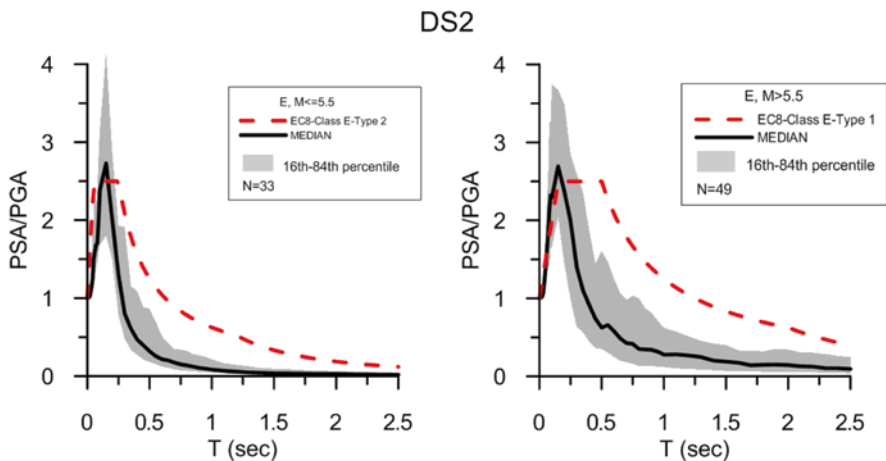 DS2
4
3
2
1
0
PSA/PGA
0
0.5
1
1.5
2
2.5
T (sec)
E, M<=5.5
EC8-Class E-Type 2
MEDIAN
16th-84th percentile
N=33
4
3
2
1
0
PSA/PGA
0
0.5
1
1.5
2
2.5
T (sec)
E, M>5.5
EC8-Class E-Type 1
MEDIAN
16th-84th percentile
N=49